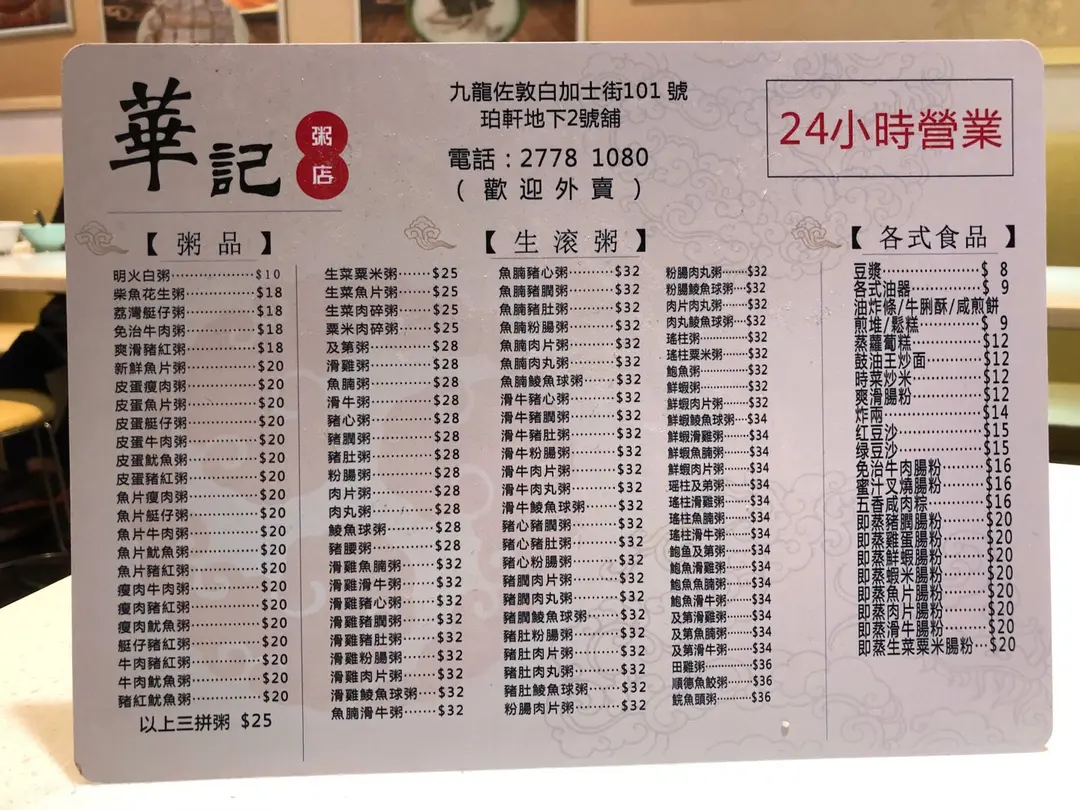 華記
粥店
九龍佐敦白加士街101 號
珀軒地下2號舖
電話:2778 1080
( 歡 迎 外 賣 )
24小時營業
【 粥 品 】
明火白粥················$10
柴魚花生粥············$18
荔灣艇仔粥············$18
免治牛肉粥············$18
爽滑豬紅粥············$18
新鮮魚片粥············$20
皮蛋瘦肉粥············$20
皮蛋魚片粥············$20
皮蛋艇仔粥············$20
皮蛋牛肉粥············$20
皮蛋魷魚粥············$20
皮蛋豬紅粥············$20
魚片瘦肉粥············$20
魚片艇仔粥············$20
魚片牛肉粥············$20
魚片魷魚粥············$20
魚片豬紅粥············$20
瘦肉牛肉粥············$20
瘦肉豬紅粥············$20
瘦肉魷魚粥············$20
艇仔豬紅粥············$20
牛肉豬紅粥············$20
牛肉魷魚粥············$20
豬紅魷魚粥············$20
以上三拼粥 $25
【 生 滚 粥 】
生菜粟米粥······$25
生菜魚片粥······$25
生菜肉碎粥······$25
粟米肉碎粥······$25
及第粥············$28
滑雞粥············$28
魚腩粥············$28
滑牛粥············$28
豬心粥············$28
豬膶粥············$28
豬肚粥············$28
粉腸粥············$28
肉片粥············$28
肉丸粥············$28
鯪魚球粥·········$28
豬腰粥············$28
滑雞魚腩粥······$32
滑雞滑牛粥······$32
滑雞豬心粥······$32
滑雞豬膶粥······$32
滑雞豬肚粥······$32
滑雞粉腸粥······$32
滑雞肉片粥······$32
滑雞鯪魚球粥···$32
魚腩滑牛粥······$32
魚腩豬心粥·········$32
魚腩豬膶粥·········$32
魚腩豬肚粥·········$32
魚腩粉腸粥·········$32
魚腩肉片粥·········$32
魚腩肉丸粥·········$32
魚腩鯪魚球粥······$32
滑牛豬心粥·········$32
滑牛豬膶粥·········$32
滑牛豬肚粥·········$32
滑牛粉腸粥·········$32
滑牛肉片粥·········$32
滑牛肉丸粥·········$32
滑牛鯪魚球粥······$32
豬心豬膶粥·········$32
豬心豬肚粥·········$32
豬心粉腸粥·········$32
豬膶肉片粥·········$32
豬膶肉丸粥·········$32
豬膶鯪魚球粥······$32
豬肚粉腸粥·········$32
豬肚肉片粥·········$32
豬肚肉丸粥·········$32
豬肚鯪魚球粥······$32
粉腸肉片粥·········$32
粉腸肉丸粥········$32
粉腸鯪魚球粥···$32
肉片肉丸粥········$32
肉丸鯪魚球粥···$32
瑤柱粥···············$32
瑤柱粟米粥········$32
鮑魚粥···············$32
鮮蝦粥···············$32
鮮蝦肉片粥········$32
鮮蝦鯪魚球粥···$34
鮮蝦滑雞粥········$34
鮮蝦魚腩粥········$34
鮮蝦肉片粥········$34
瑤柱及弟粥········$34
瑤柱滑雞粥········$34
瑤柱魚腩粥········$34
瑤柱滑牛粥········$34
鮑鱼及第粥········$34
鮑魚滑雞粥········$34
鮑魚魚腩粥········$34
鮑魚滑牛粥········$34
及第滑雞粥········$34
及第魚腩粥········$34
及第滑牛粥········$34
田雞粥···············$36
順德魚鮫粥········$36
鯇魚頭粥···········$36
【 各式食品 】
豆漿·····················$ 8
各式油器···············$ 9
油炸條/牛脷酥/咸煎餅
煎堆/鬆糕············$ 9
蒸蘿蔔糕···············$12
鼓油王炒面············$12
時菜炒米···············$12
爽滑腸粉···············$12
炸兩·····················$14
红豆沙··················$15
绿豆沙··················$15
免治牛肉腸粉·········$16
蜜汁叉燒腸粉·········$16
五香咸肉粽············$16
即蒸豬膶腸粉·········$20
即蒸雞蛋腸粉·········$20
即蒸鮮蝦腸粉·········$20
即蒸蝦米腸粉·········$20
即蒸魚片腸粉·········$20
即蒸肉片腸粉·········$20
即蒸滑牛腸粉·········$20
即蒸生菜粟米腸粉···$20